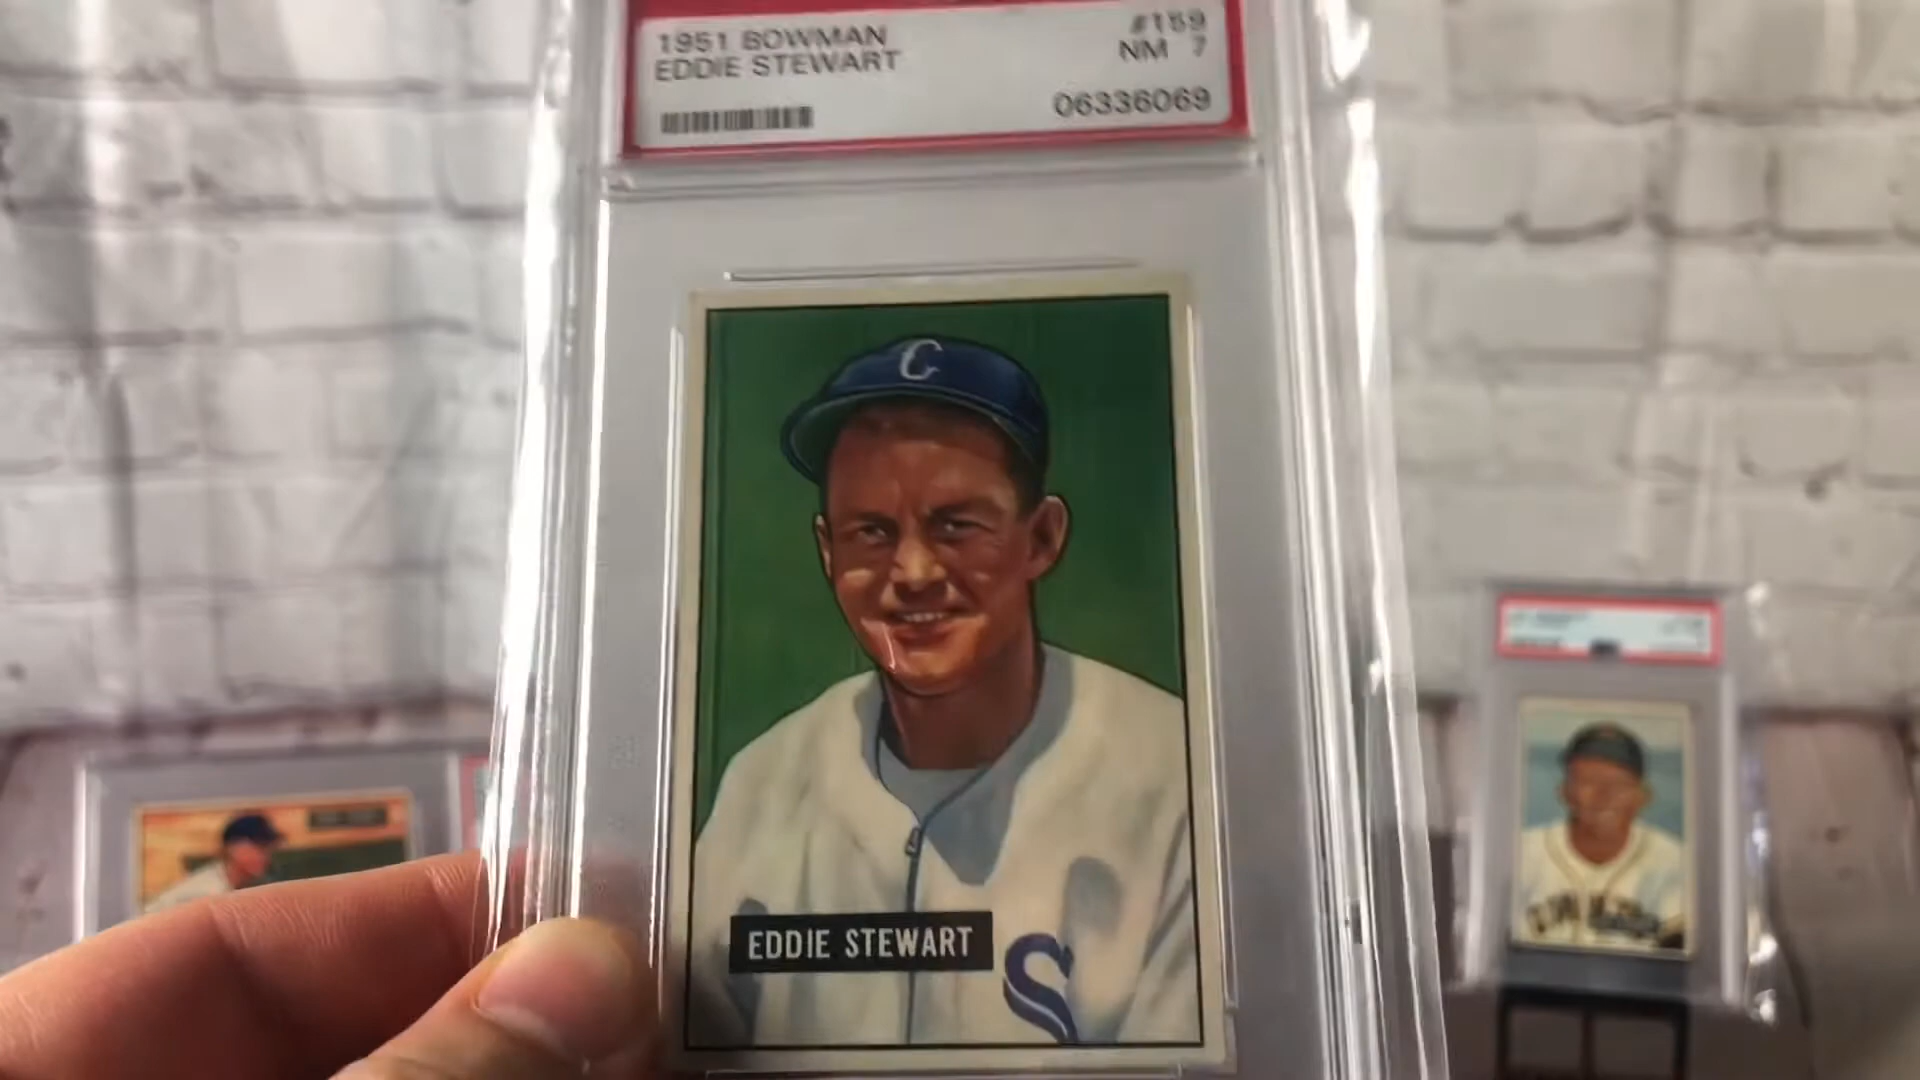 1951 BOWMAN #159
EDDIE STEWART NM 7
06336069
C
EDDIE STEWART
S